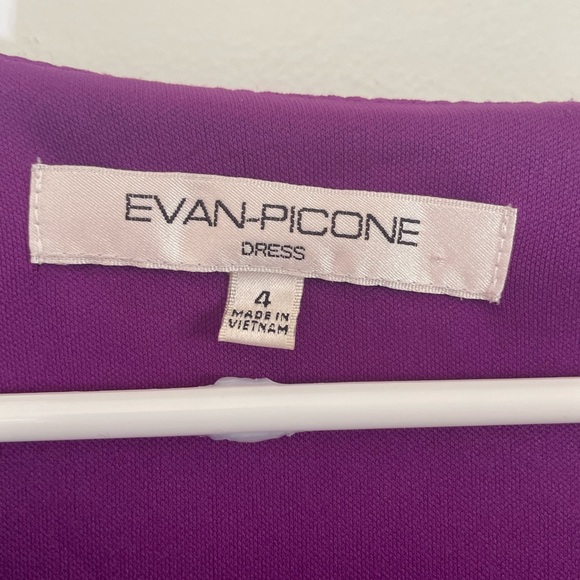 EVAN-PICONE
DRESS
4
MADE IN
VIETNAM